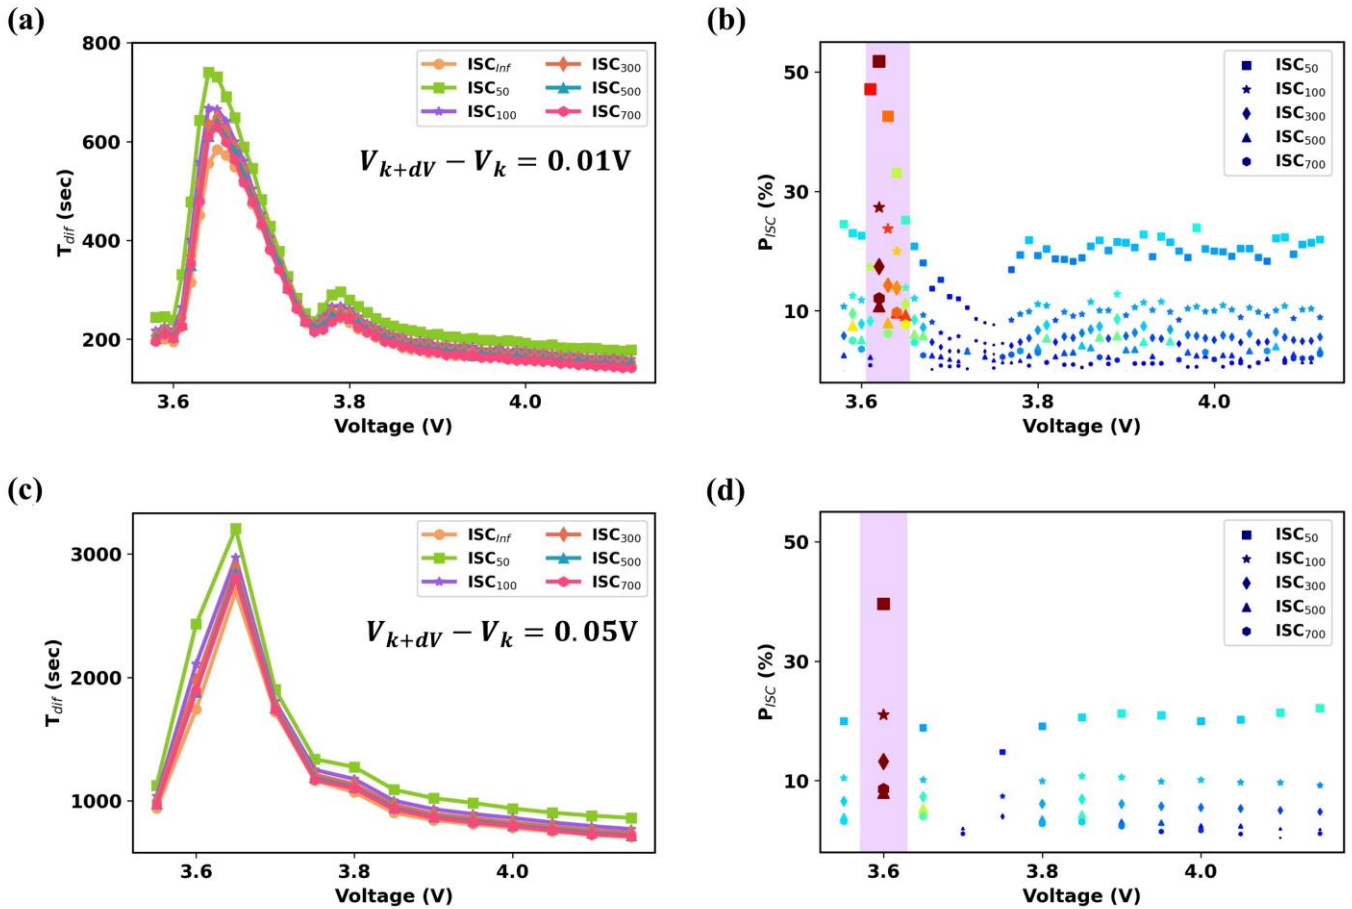 (a)
800
600
400
200
T_dif (sec)
3.6 3.8 4.0
Voltage (V)
ISC_Inf ISC_300
ISC_50 ISC_500
ISC_100 ISC_700
V_{k+dV} − V_k = 0.01V
(b)
50
30
10
P_ISC (%)
3.6 3.8 4.0
Voltage (V)
ISC_50
ISC_100
ISC_300
ISC_500
ISC_700
(c)
3000
2000
1000
T_dif (sec)
3.6 3.8 4.0
Voltage (V)
ISC_Inf ISC_300
ISC_50 ISC_500
ISC_100 ISC_700
V_{k+dV} − V_k = 0.05V
(d)
50
30
10
P_ISC (%)
3.6 3.8 4.0
Voltage (V)
ISC_50
ISC_100
ISC_300
ISC_500
ISC_700